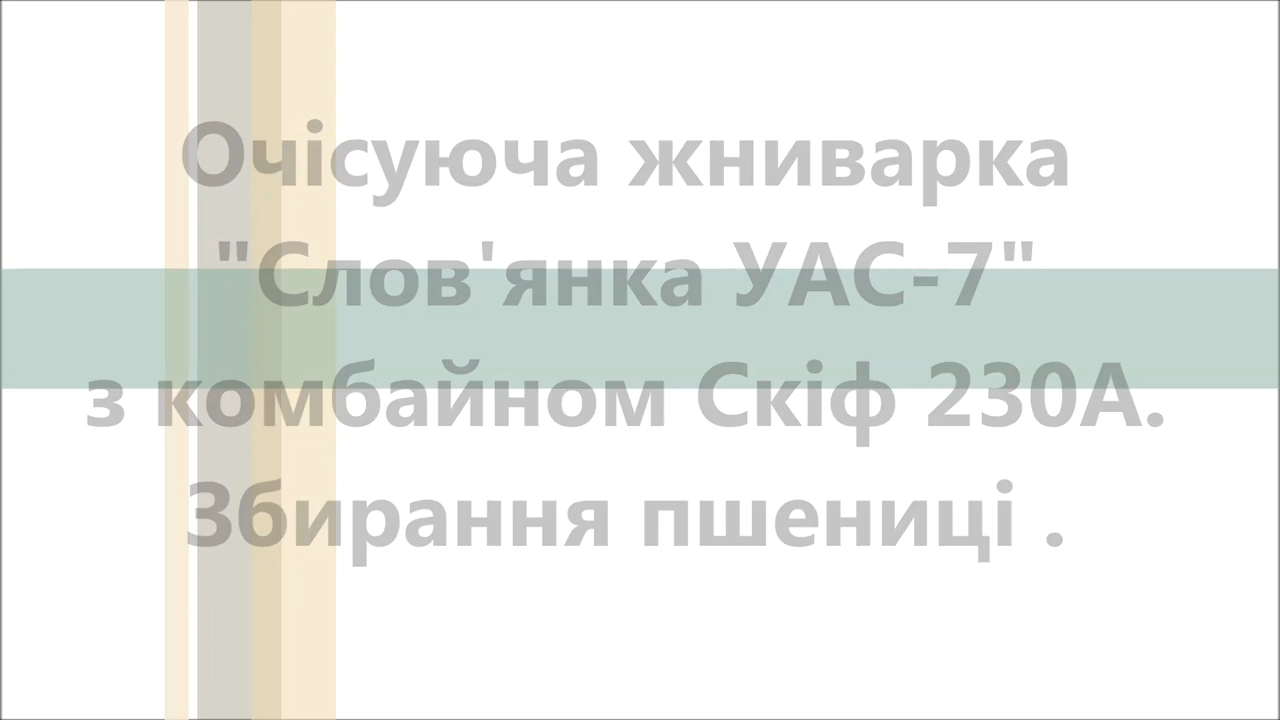 Очісуюча жниварка
"Слов'янка УАС-7"
з комбайном Скіф 230А.
Збирання пшениці .